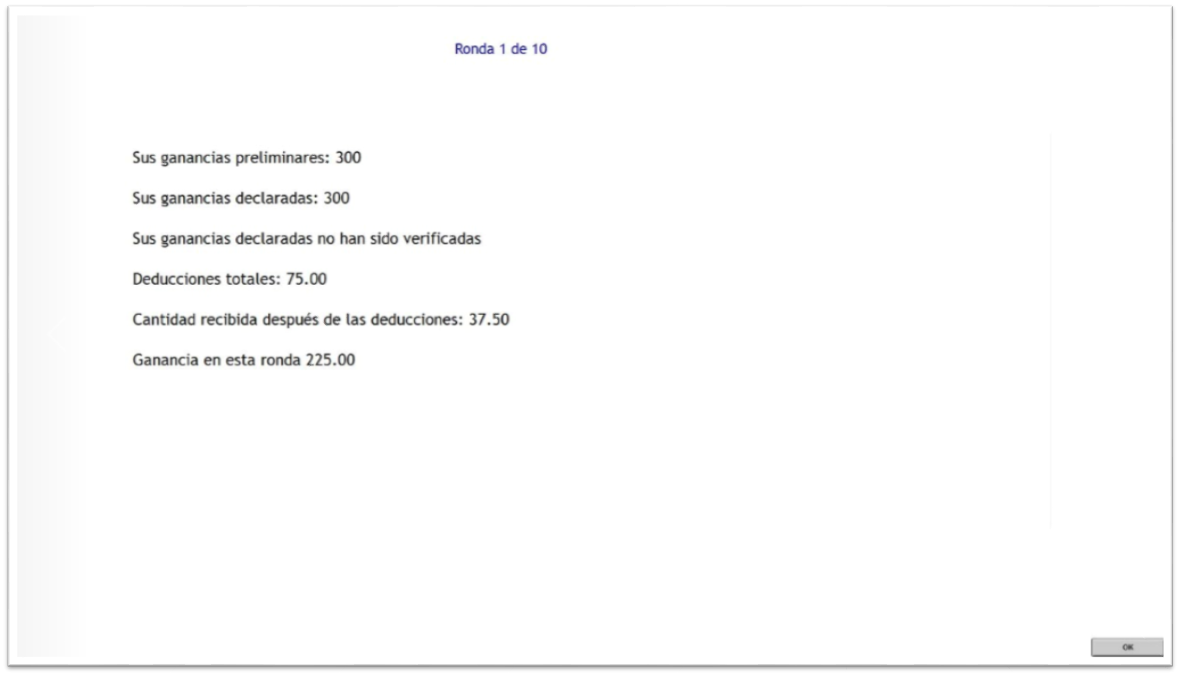 Ronda 1 de 10
Sus ganancias preliminares: 300
Sus ganancias declaradas: 300
Sus ganancias declaradas no han sido verificadas
Deducciones totales: 75.00
Cantidad recibida después de las deducciones: 37.50
Ganancia en esta ronda 225.00
OK